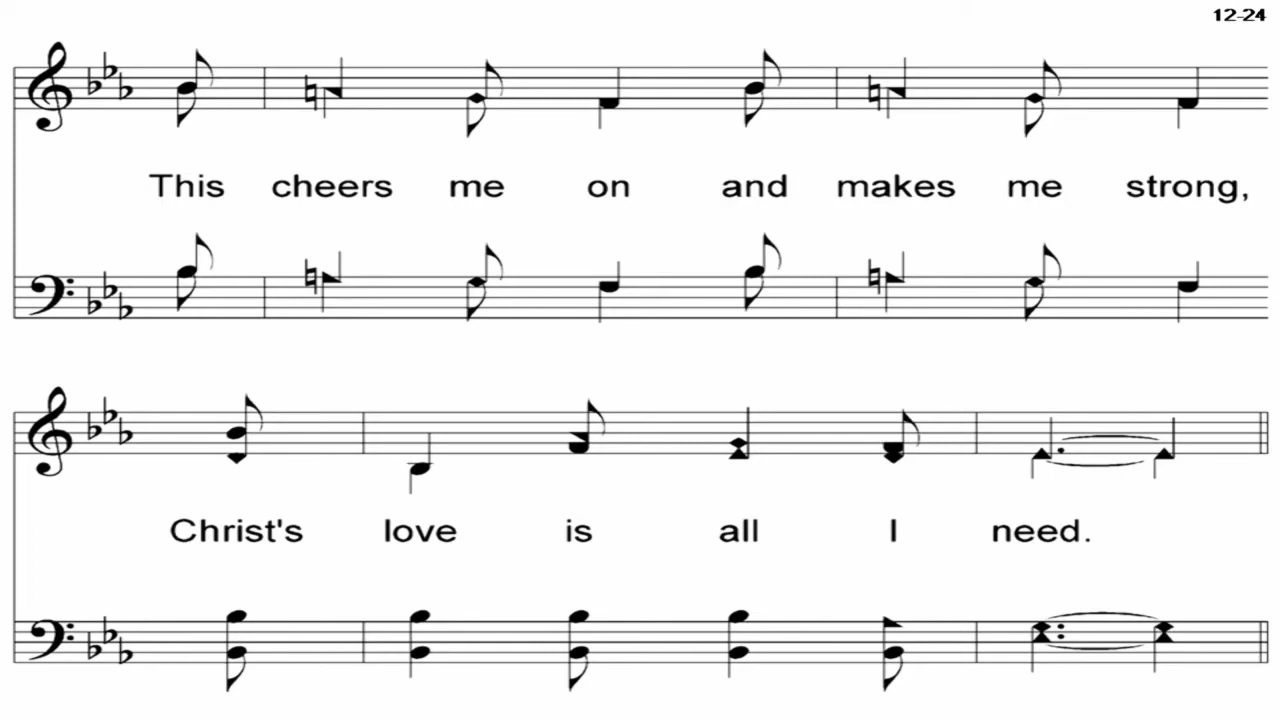 12-24
This cheers me on and makes me strong,
Christ's love is all I need.